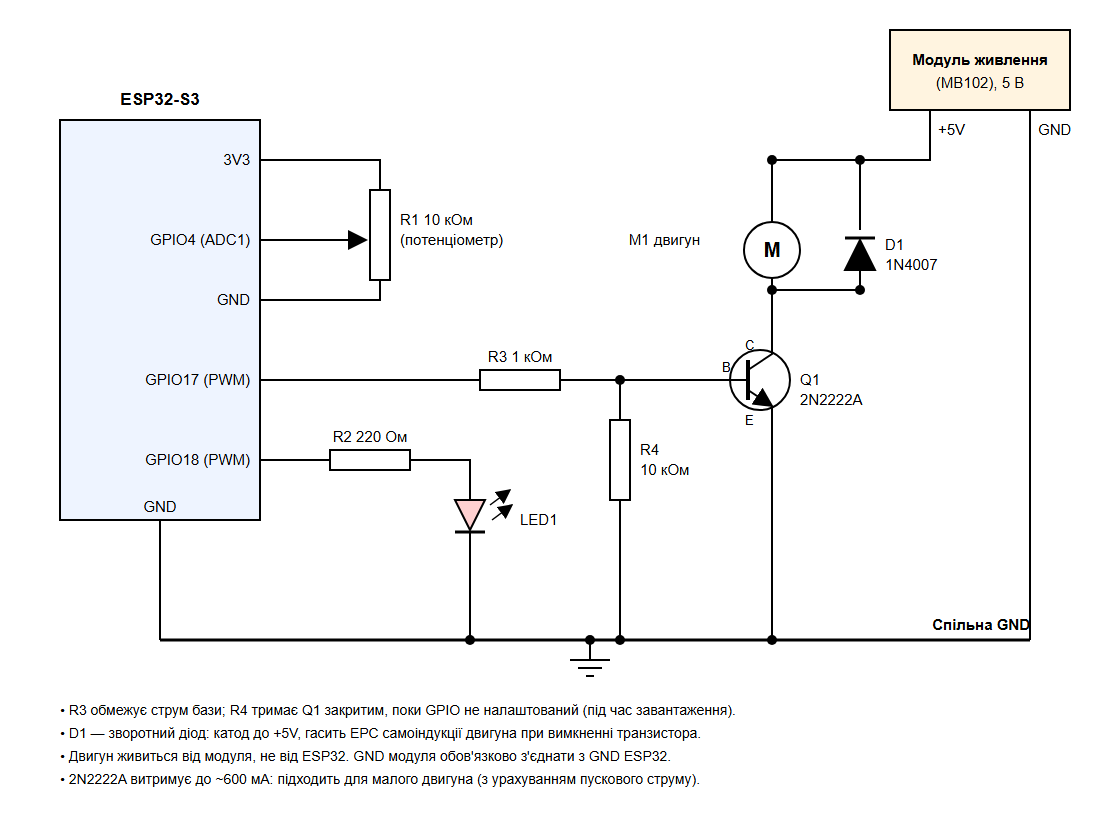 Модуль живлення
(MB102), 5 В
ESP32-S3
+5V
GND
3V3
R1 10 кОм
GPIO4 (ADC1)
(потенціометр)
M1 двигун
M
D1
1N4007
GND
C
R3 1 кОм
B
GPIO17 (PWM)
Q1
2N2222A
E
R2 220 Ом
GPIO18 (PWM)
R4
10 кОм
GND
LED1
Спільна GND
• R3 обмежує струм бази; R4 тримає Q1 закритим, поки GPIO не налаштований (під час завантаження).
• D1 — зворотний діод: катод до +5V, гасить ЕРС самоіндукції двигуна при вимкненні транзистора.
• Двигун живиться від модуля, не від ESP32. GND модуля обов'язково з'єднати з GND ESP32.
• 2N2222A витримує до ~600 мА: підходить для малого двигуна (з урахуванням пускового струму).